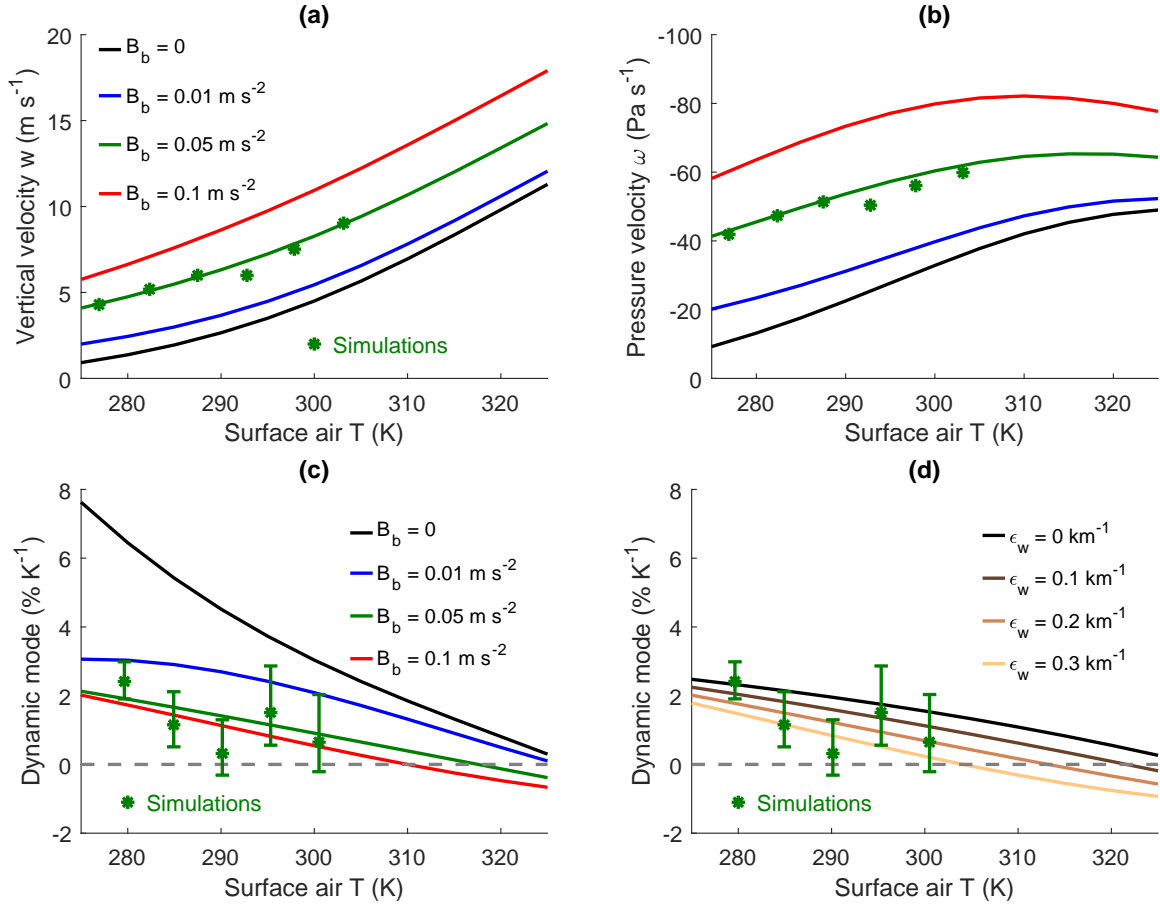 (a)
Vertical velocity w (m s⁻¹)
20
15
10
5
0
B_b = 0
B_b = 0.01 m s⁻²
B_b = 0.05 m s⁻²
B_b = 0.1 m s⁻²
Simulations
280 290 300 310 320
Surface air T (K)
(b)
Pressure velocity ω (Pa s⁻¹)
-100
-80
-60
-40
-20
0
280 290 300 310 320
Surface air T (K)
(c)
Dynamic mode (% K⁻¹)
8
6
4
2
0
-2
B_b = 0
B_b = 0.01 m s⁻²
B_b = 0.05 m s⁻²
B_b = 0.1 m s⁻²
Simulations
280 290 300 310 320
Surface air T (K)
(d)
Dynamic mode (% K⁻¹)
8
6
4
2
0
-2
ϵ_w = 0 km⁻¹
ϵ_w = 0.1 km⁻¹
ϵ_w = 0.2 km⁻¹
ϵ_w = 0.3 km⁻¹
Simulations
280 290 300 310 320
Surface air T (K)